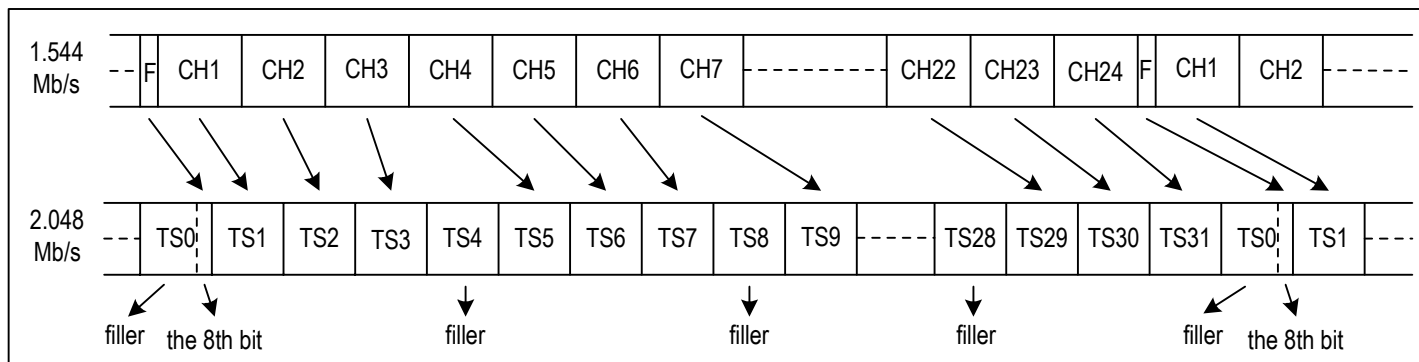 1.544 Mb/s F CH1 CH2 CH3 CH4 CH5 CH6 CH7 CH22 CH23 CH24 F CH1 CH2
2.048 Mb/s TS0 TS1 TS2 TS3 TS4 TS5 TS6 TS7 TS8 TS9 TS28 TS29 TS30 TS31 TS0 TS1
filler the 8th bit filler filler filler filler the 8th bit